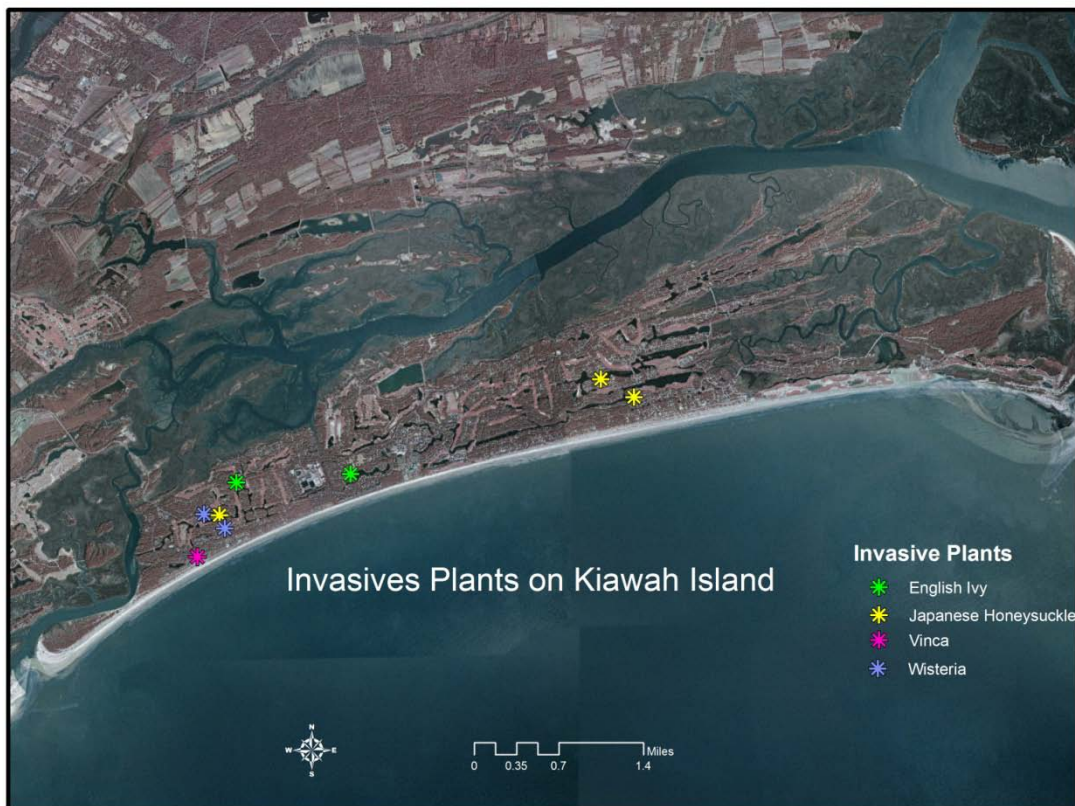 Invasives Plants on Kiawah Island
Invasive Plants
English Ivy
Japanese Honeysuckle
Vinca
Wisteria
N
W E
S
Miles
0 0.35 0.7 1.4